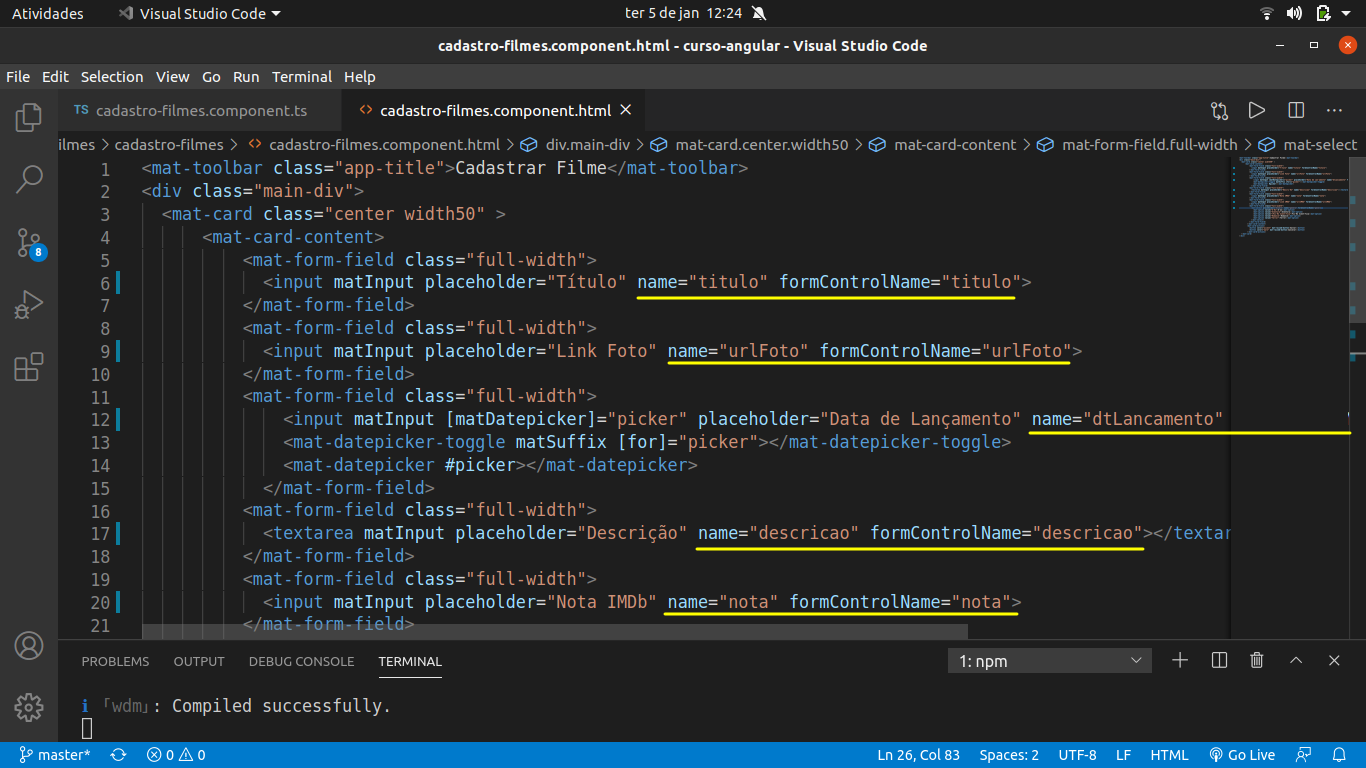 Atividades Visual Studio Code ter 5 de jan 12:24
cadastro-filmes.component.html - curso-angular - Visual Studio Code
File Edit Selection View Go Run Terminal Help
TS cadastro-filmes.component.ts <> cadastro-filmes.component.html
ilmes > cadastro-filmes > <> cadastro-filmes.component.html > div.main-div > mat-card.center.width50 > mat-card-content > mat-form-field.full-width > mat-select
1 <mat-toolbar class="app-title">Cadastrar Filme</mat-toolbar>
2 <div class="main-div">
3 <mat-card class="center width50" >
4 <mat-card-content>
5 <mat-form-field class="full-width">
6 <input matInput placeholder="Título" name="titulo" formControlName="titulo">
7 </mat-form-field>
8 <mat-form-field class="full-width">
9 <input matInput placeholder="Link Foto" name="urlFoto" formControlName="urlFoto">
10 </mat-form-field>
11 <mat-form-field class="full-width">
12 <input matInput [matDatepicker]="picker" placeholder="Data de Lançamento" name="dtLancamento"
13 <mat-datepicker-toggle matSuffix [for]="picker"></mat-datepicker-toggle>
14 <mat-datepicker #picker></mat-datepicker>
15 </mat-form-field>
16 <mat-form-field class="full-width">
17 <textarea matInput placeholder="Descrição" name="descricao" formControlName="descricao"></textar
18 </mat-form-field>
19 <mat-form-field class="full-width">
20 <input matInput placeholder="Nota IMDb" name="nota" formControlName="nota">
21 </mat-form-field>
8
PROBLEMS OUTPUT DEBUG CONSOLE TERMINAL 1: npm
ℹ ｢wdm｣: Compiled successfully.
master* 0 0 Ln 26, Col 83 Spaces: 2 UTF-8 LF HTML Go Live